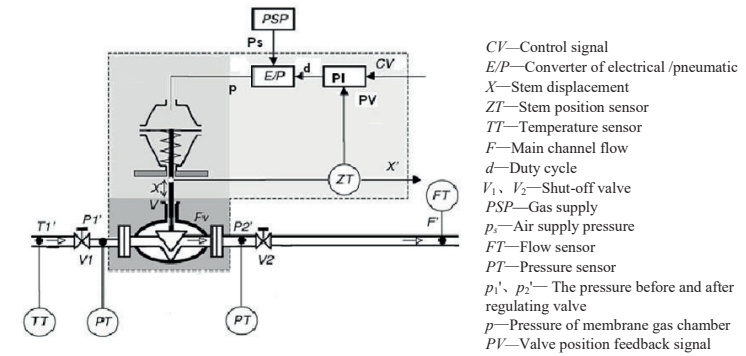 PSP
Ps
CV
E/P
d
PI
p
PV
X'
ZT
X
FT
V
Fv
F'
T1'
P1'
P2'
V1
V2
TT
PT
PT
CV—Control signal
E/P—Converter of electrical /pneumatic
X—Stem displacement
ZT—Stem position sensor
TT—Temperature sensor
F—Main channel flow
d—Duty cycle
V₁、V₂—Shut-off valve
PSP—Gas supply
pₛ—Air supply pressure
FT—Flow sensor
PT—Pressure sensor
p₁'、p₂'— The pressure before and after
regulating valve
p—Pressure of membrane gas chamber
PV—Valve position feedback signal